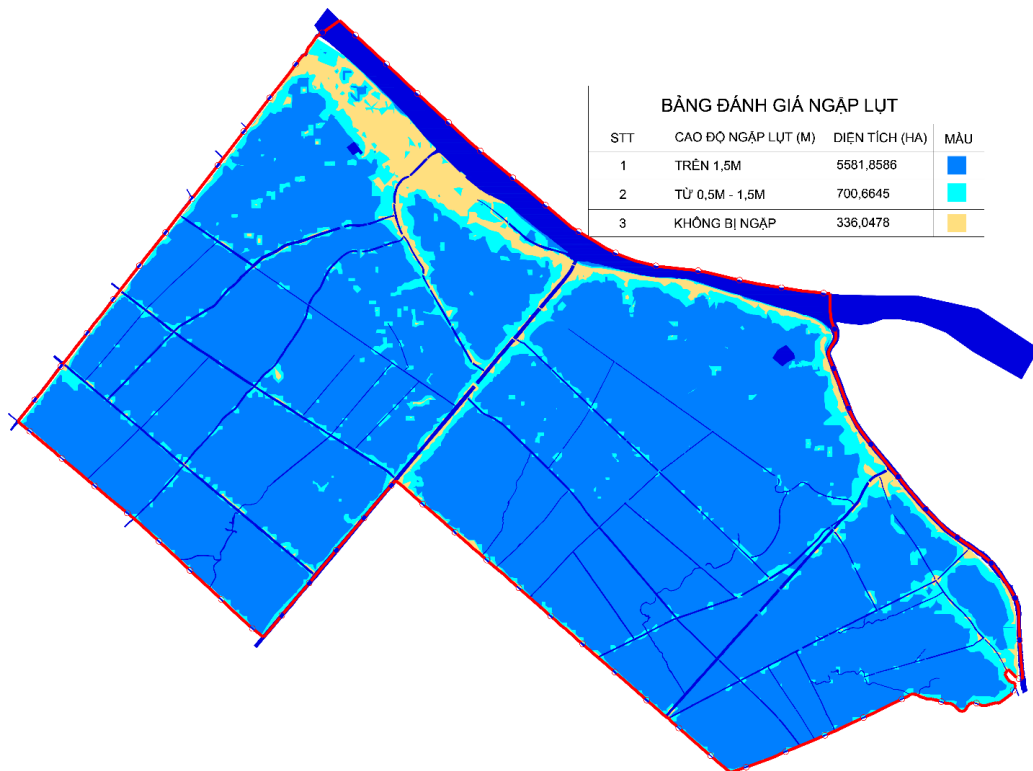 BẢNG ĐÁNH GIÁ NGẬP LỤT
STT CAO ĐỘ NGẬP LỤT (M) DIỆN TÍCH (HA) MÀU
1 TRÊN 1,5M 5581,8586
2 TỪ 0,5M - 1,5M 700,6645
3 KHÔNG BỊ NGẬP 336,0478